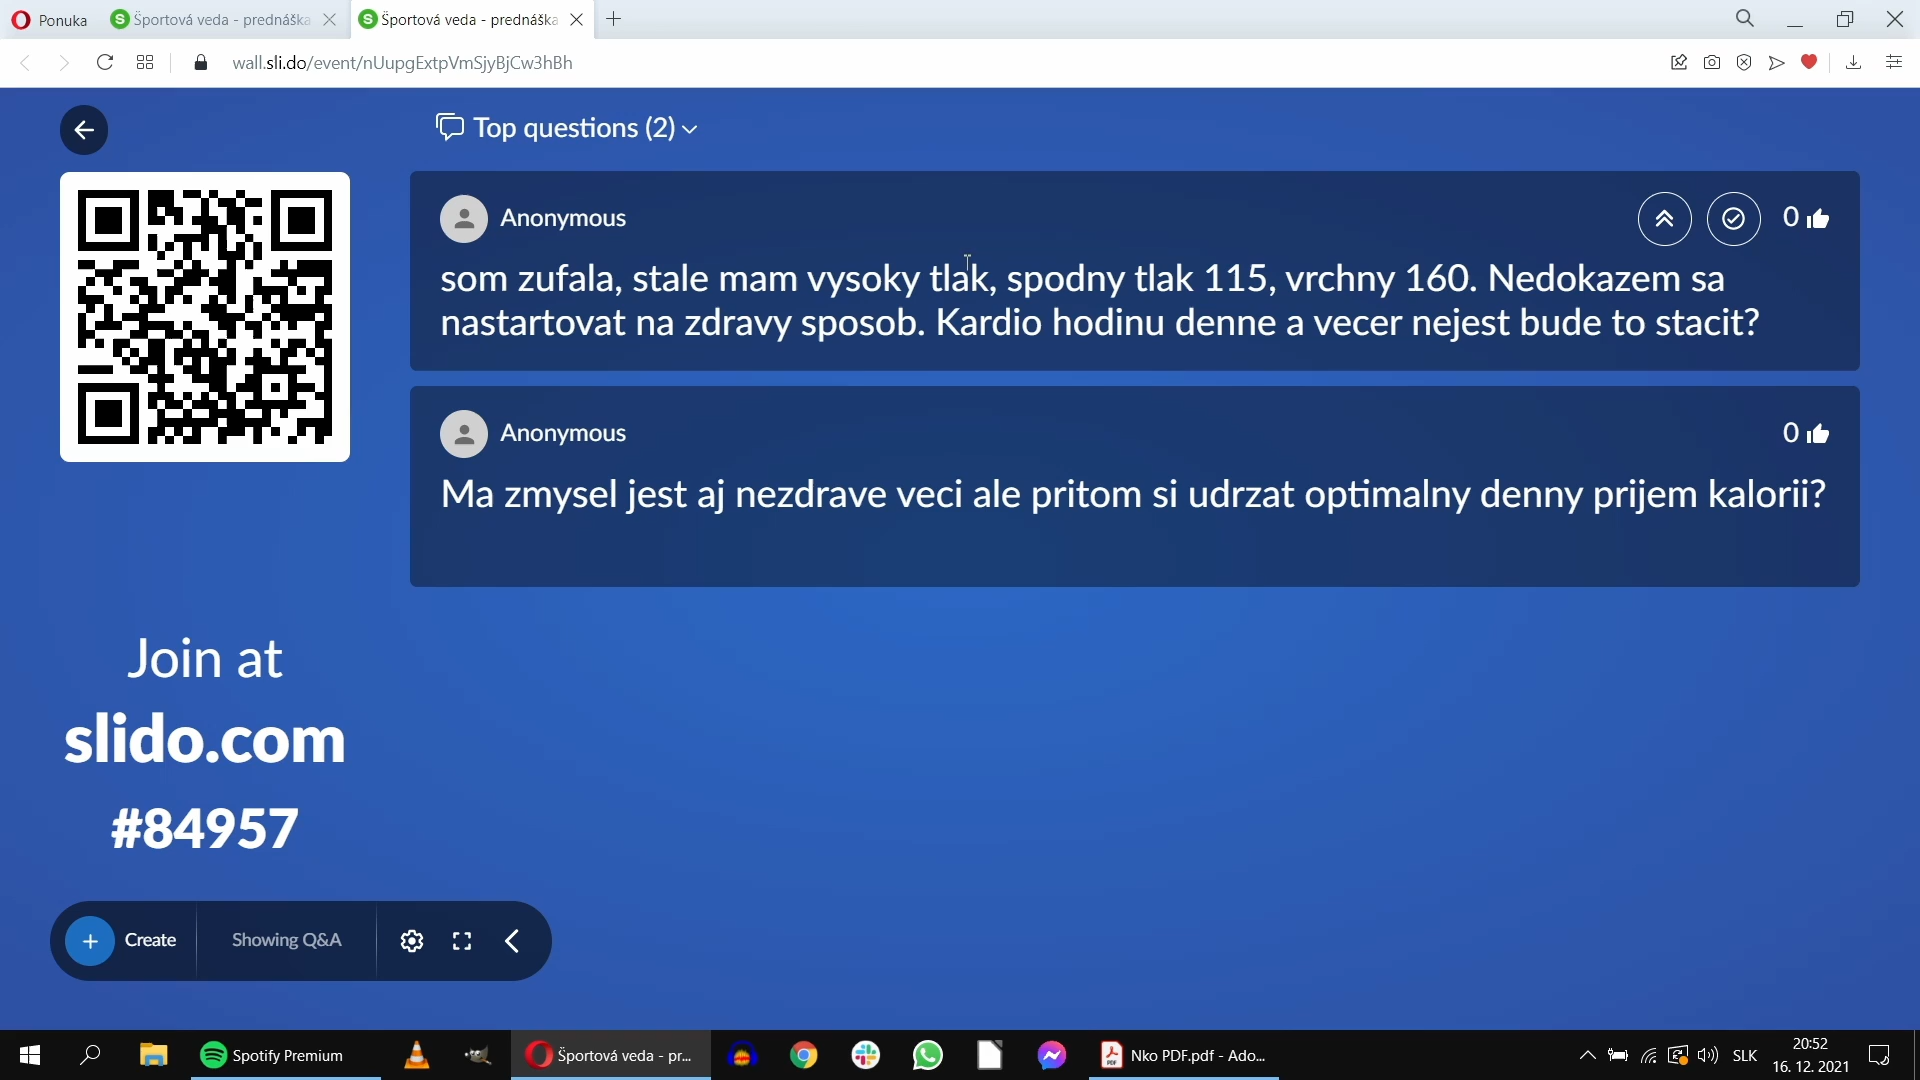 Ponuka
Športová veda - prednáška
Športová veda - prednáška
wall.sli.do/event/nUupgExtpVmSjyBjCw3hBh
Top questions (2)
Anonymous
0
som zufala, stale mam vysoky tlak, spodny tlak 115, vrchny 160. Nedokazem sa
nastartovat na zdravy sposob. Kardio hodinu denne a vecer nejest bude to stacit?
Anonymous
0
Ma zmysel jest aj nezdrave veci ale pritom si udrzat optimalny denny prijem kalorii?
Join at
slido.com
#84957
Create
Showing Q&A
Spotify Premium
Športová veda - pr...
Nko PDF.pdf - Ado...
SLK
20:52
16. 12. 2021